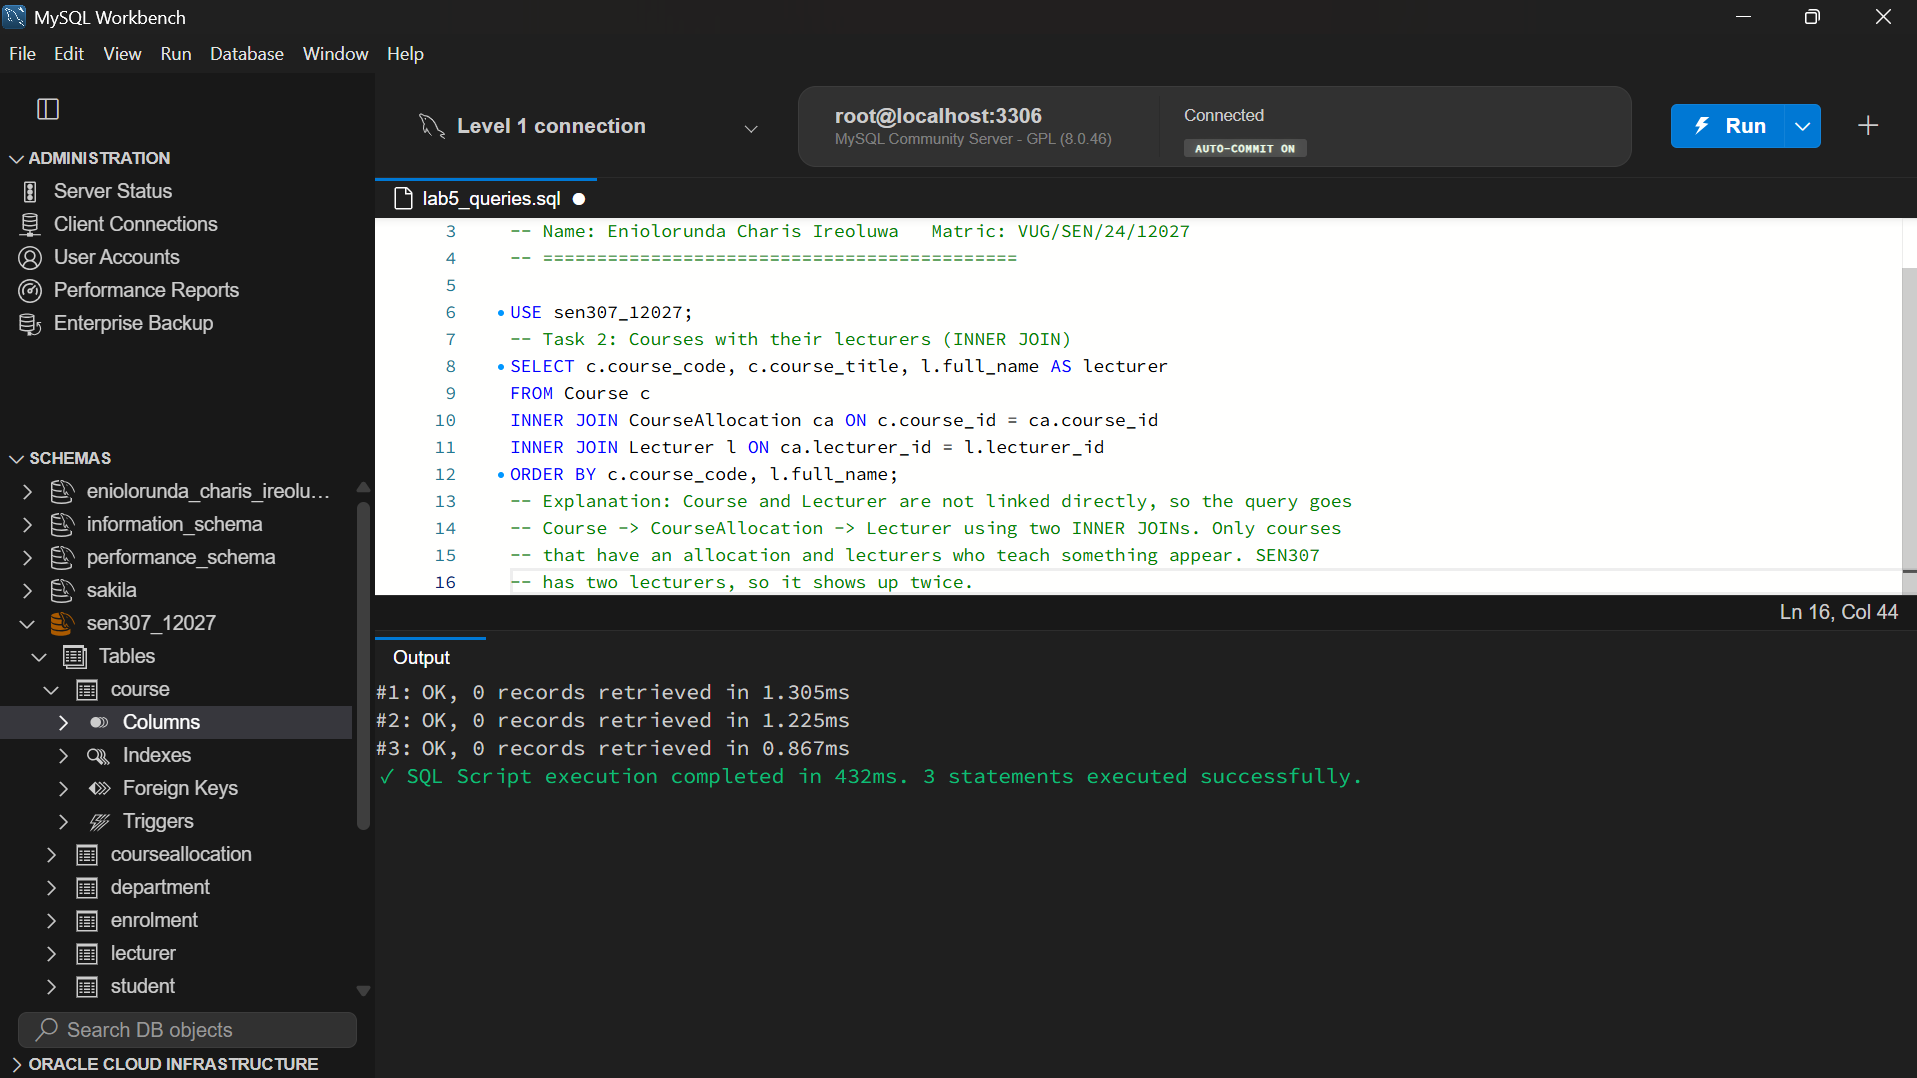 MySQL Workbench
File Edit View Run Database Window Help
ADMINISTRATION
Server Status
Client Connections
User Accounts
Performance Reports
Enterprise Backup
SCHEMAS
eniolorunda_charis_ireolu...
information_schema
performance_schema
sakila
sen307_12027
Tables
course
Columns
Indexes
Foreign Keys
Triggers
courseallocation
department
enrolment
lecturer
student
Search DB objects
ORACLE CLOUD INFRASTRUCTURE
Level 1 connection
root@localhost:3306
MySQL Community Server - GPL (8.0.46)
Connected
AUTO-COMMIT ON
Run
lab5_queries.sql
3 -- Name: Eniolorunda Charis Ireoluwa   Matric: VUG/SEN/24/12027
4 -- ============================================
5
6 USE sen307_12027;
7 -- Task 2: Courses with their lecturers (INNER JOIN)
8 SELECT c.course_code, c.course_title, l.full_name AS lecturer
9 FROM Course c
10 INNER JOIN CourseAllocation ca ON c.course_id = ca.course_id
11 INNER JOIN Lecturer l ON ca.lecturer_id = l.lecturer_id
12 ORDER BY c.course_code, l.full_name;
13 -- Explanation: Course and Lecturer are not linked directly, so the query goes
14 -- Course -> CourseAllocation -> Lecturer using two INNER JOINs. Only courses
15 -- that have an allocation and lecturers who teach something appear. SEN307
16 -- has two lecturers, so it shows up twice.
Ln 16, Col 44
Output
#1: OK, 0 records retrieved in 1.305ms
#2: OK, 0 records retrieved in 1.225ms
#3: OK, 0 records retrieved in 0.867ms
✓ SQL Script execution completed in 432ms. 3 statements executed successfully.